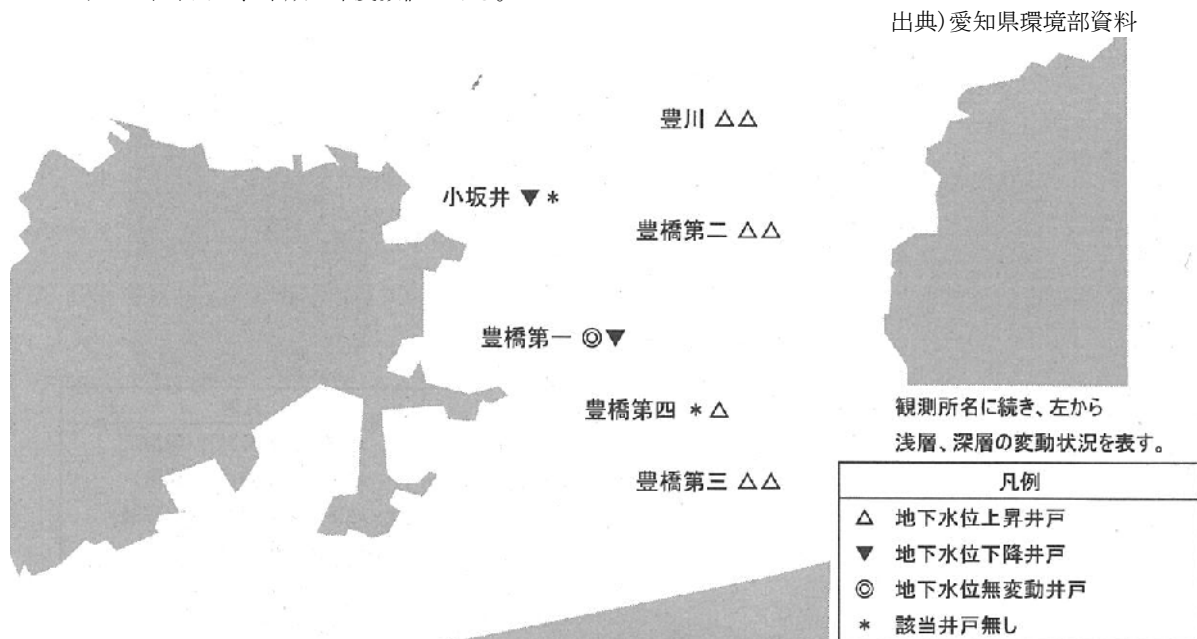 出典)愛知県環境部資料
豊川 △△
小坂井 ▼ *
豊橋第二 △△
豊橋第一 ◎▼
豊橋第四 * △
豊橋第三 △△
観測所名に続き、左から
浅層、深層の変動状況を表す。
凡例
△ 地下水位上昇井戸
▼ 地下水位下降井戸
◎ 地下水位無変動井戸
* 該当井戸無し